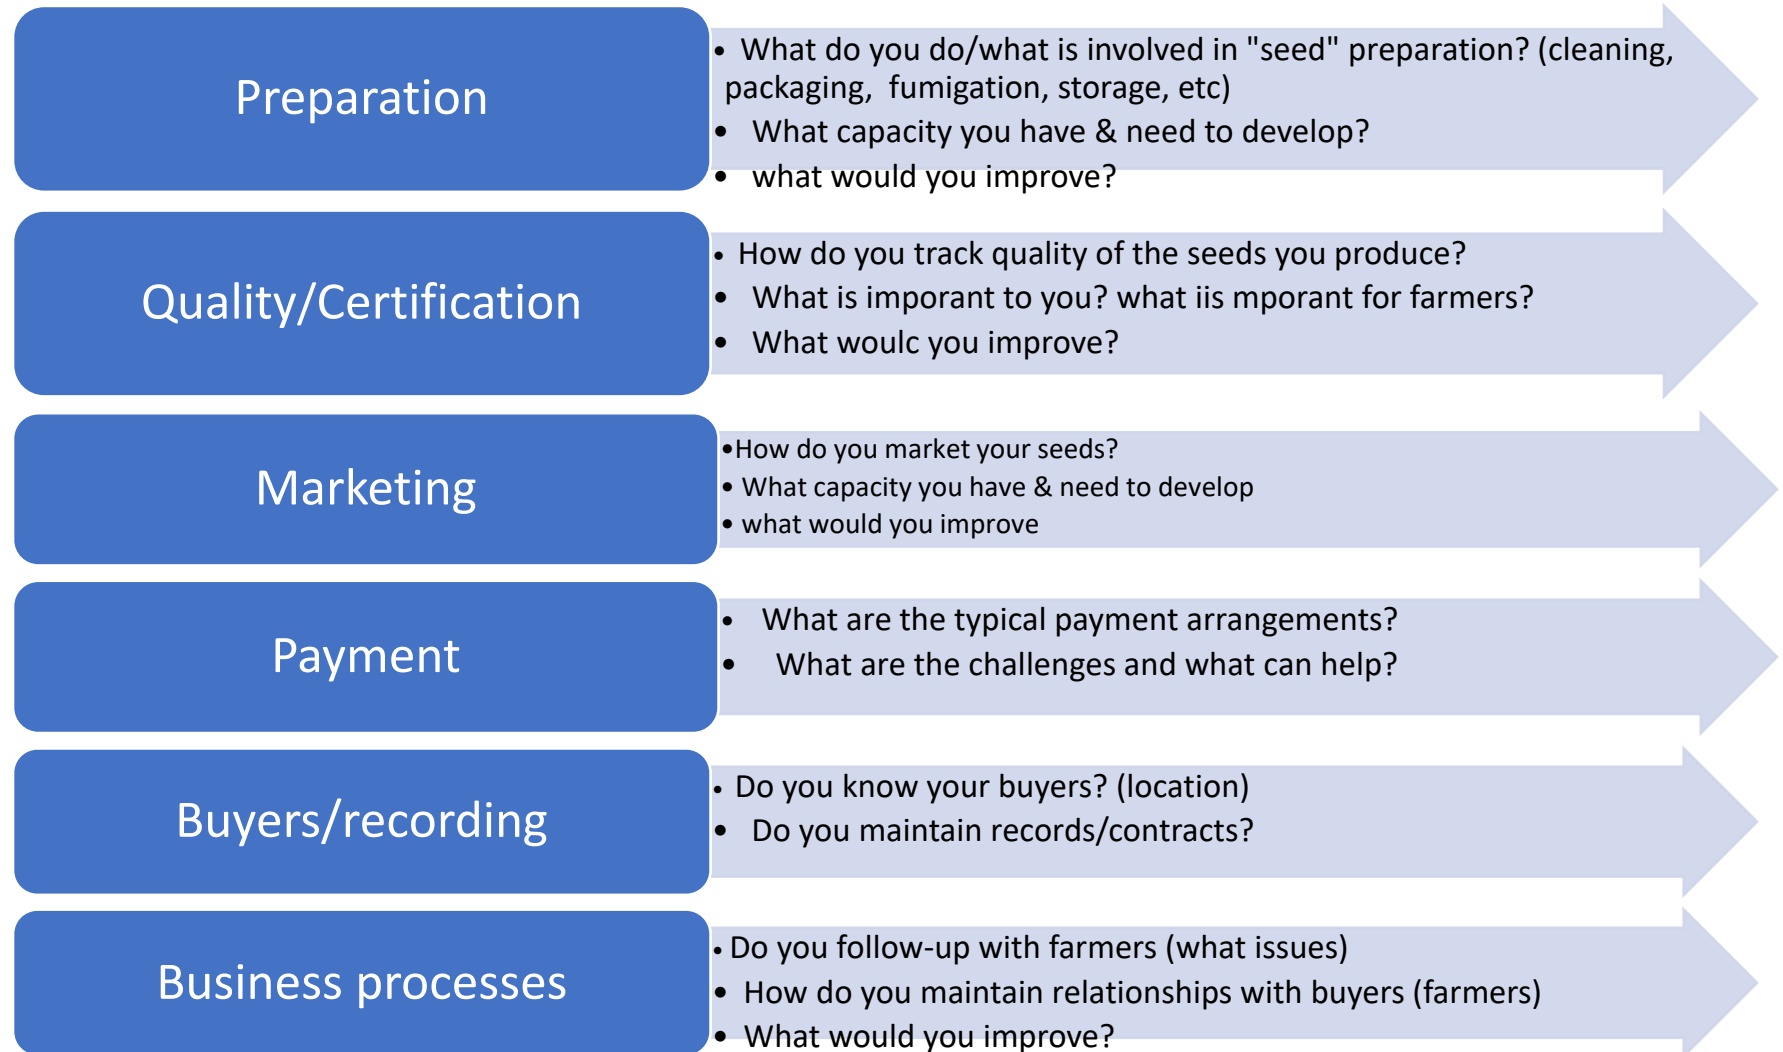 Preparation
• What do you do/what is involved in "seed" preparation? (cleaning,
packaging, fumigation, storage, etc)
• What capacity you have & need to develop?
• what would you improve?
Quality/Certification
• How do you track quality of the seeds you produce?
• What is imporant to you? what iis mporant for farmers?
• What woulc you improve?
Marketing
•How do you market your seeds?
• What capacity you have & need to develop
• what would you improve
Payment
• What are the typical payment arrangements?
• What are the challenges and what can help?
Buyers/recording
• Do you know your buyers? (location)
• Do you maintain records/contracts?
Business processes
• Do you follow-up with farmers (what issues)
• How do you maintain relationships with buyers (farmers)
• What would you improve?